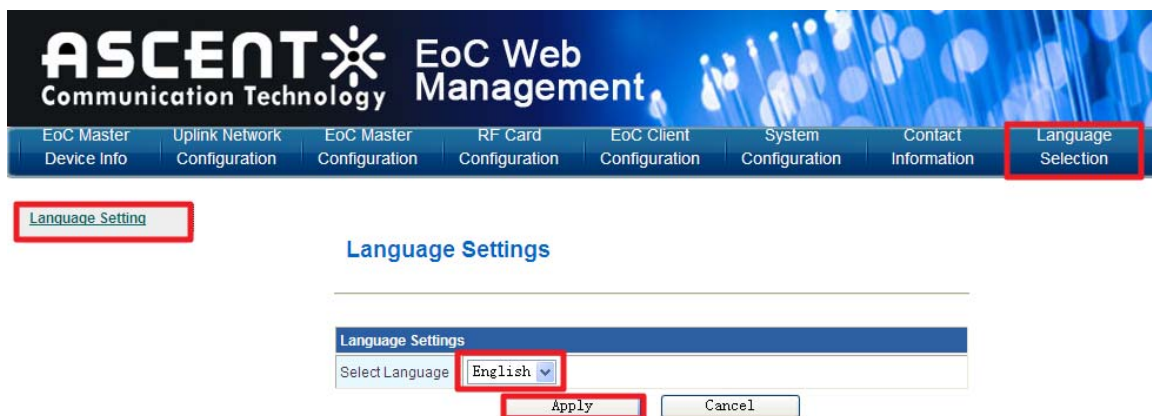 ASCENT
Communication Technology
EoC Web
Management
EoC Master
Device Info
Uplink Network
Configuration
EoC Master
Configuration
RF Card
Configuration
EoC Client
Configuration
System
Configuration
Contact
Information
Language
Selection
Language Setting
Language Settings
Language Settings
Select Language English
Apply Cancel